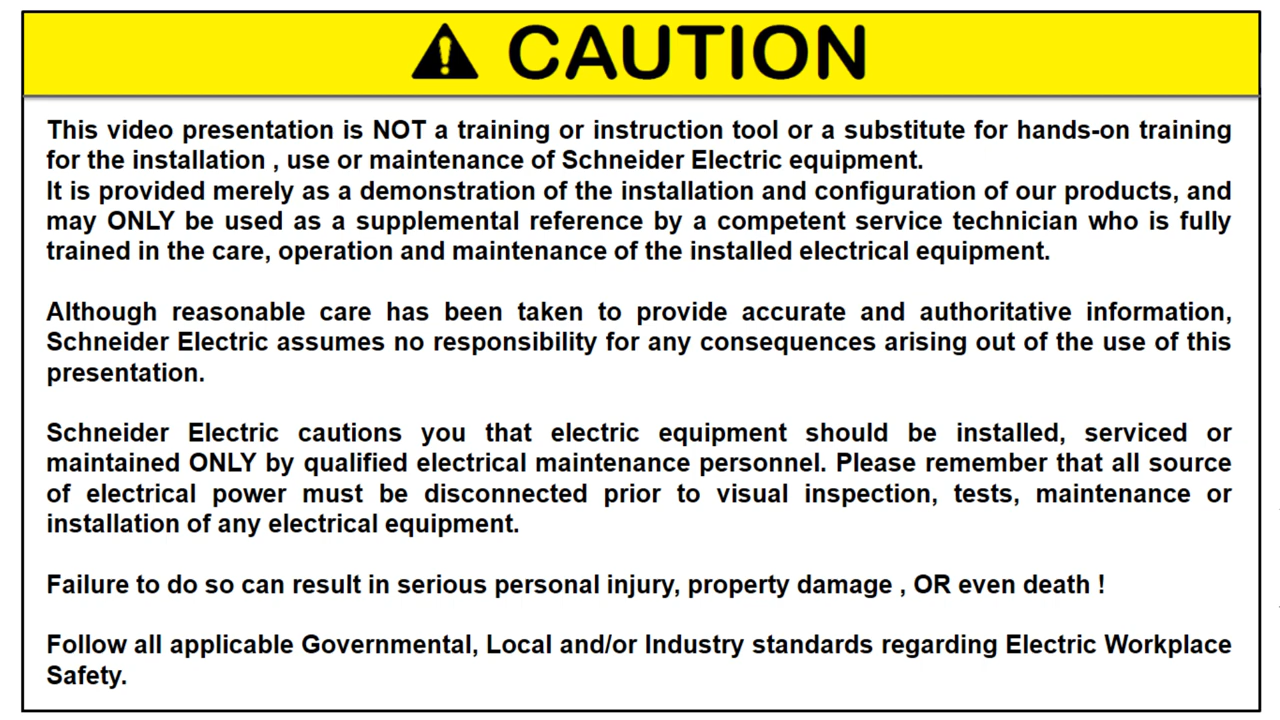 CAUTION
This video presentation is NOT a training or instruction tool or a substitute for hands-on training
for the installation , use or maintenance of Schneider Electric equipment.
It is provided merely as a demonstration of the installation and configuration of our products, and
may ONLY be used as a supplemental reference by a competent service technician who is fully
trained in the care, operation and maintenance of the installed electrical equipment.
Although reasonable care has been taken to provide accurate and authoritative information,
Schneider Electric assumes no responsibility for any consequences arising out of the use of this
presentation.
Schneider Electric cautions you that electric equipment should be installed, serviced or
maintained ONLY by qualified electrical maintenance personnel. Please remember that all source
of electrical power must be disconnected prior to visual inspection, tests, maintenance or
installation of any electrical equipment.
Failure to do so can result in serious personal injury, property damage , OR even death !
Follow all applicable Governmental, Local and/or Industry standards regarding Electric Workplace
Safety.